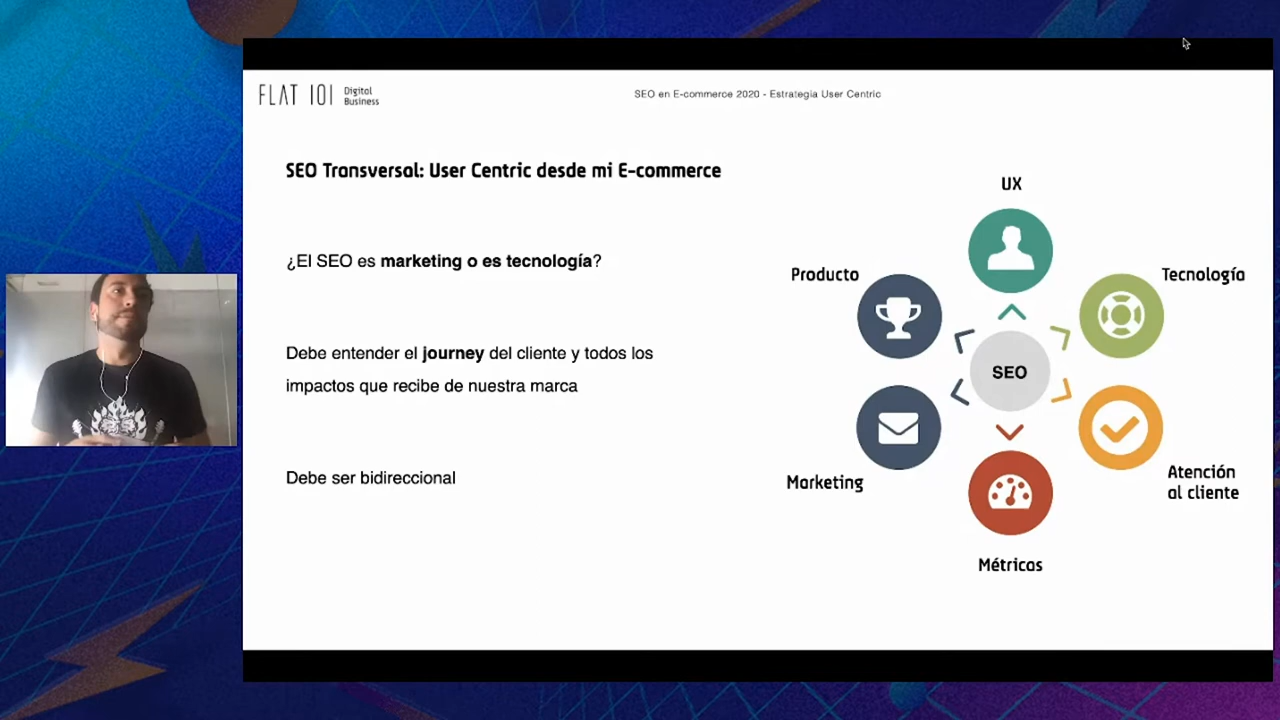 FLAT 101 Digital
Business
SEO en E-commerce 2020 - Estrategia User Centric
SEO Transversal: User Centric desde mi E-commerce
¿El SEO es marketing o es tecnología?
Debe entender el journey del cliente y todos los
impactos que recibe de nuestra marca
Debe ser bidireccional
UX
Producto
Tecnología
SEO
Marketing
Atención
al cliente
Métricas